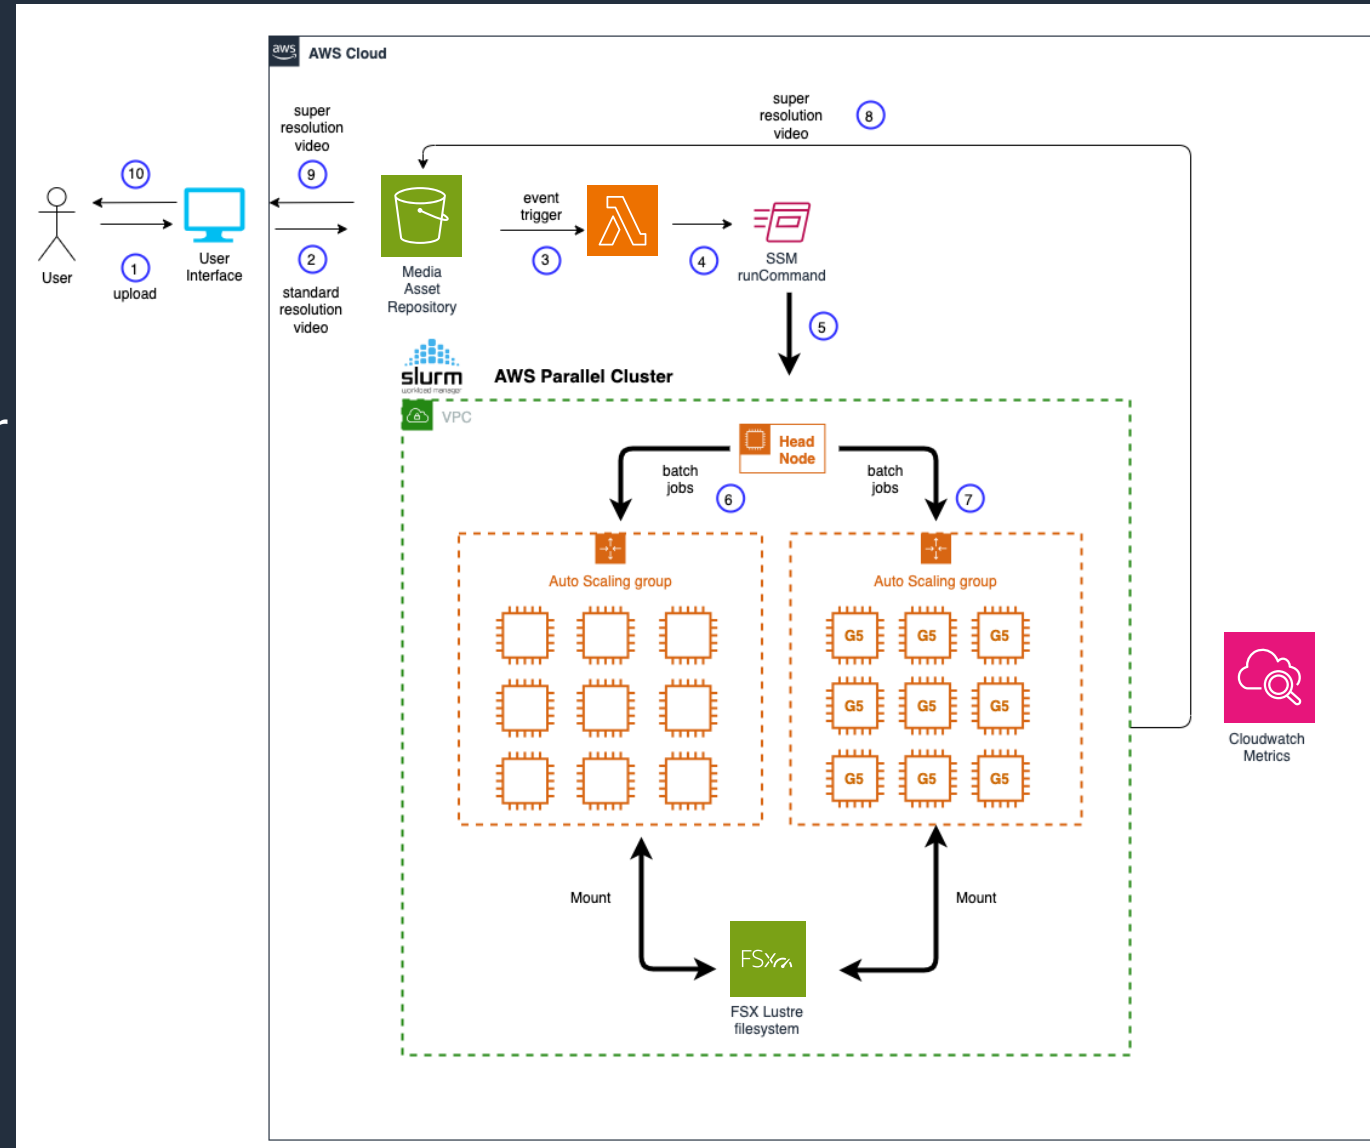 aws
AWS Cloud
super
resolution
video
8
super
resolution
video
10
9
event
trigger
User
User
Interface
1
upload
2
standard
resolution
video
Media
Asset
Repository
3
4
SSM
runCommand
5
slurm
workload manager
AWS Parallel Cluster
VPC
Head
Node
batch
jobs
6
batch
jobs
7
Auto Scaling group
Auto Scaling group
G5 G5 G5
G5 G5 G5
G5 G5 G5
Cloudwatch
Metrics
Mount
Mount
FSx
FSX Lustre
filesystem